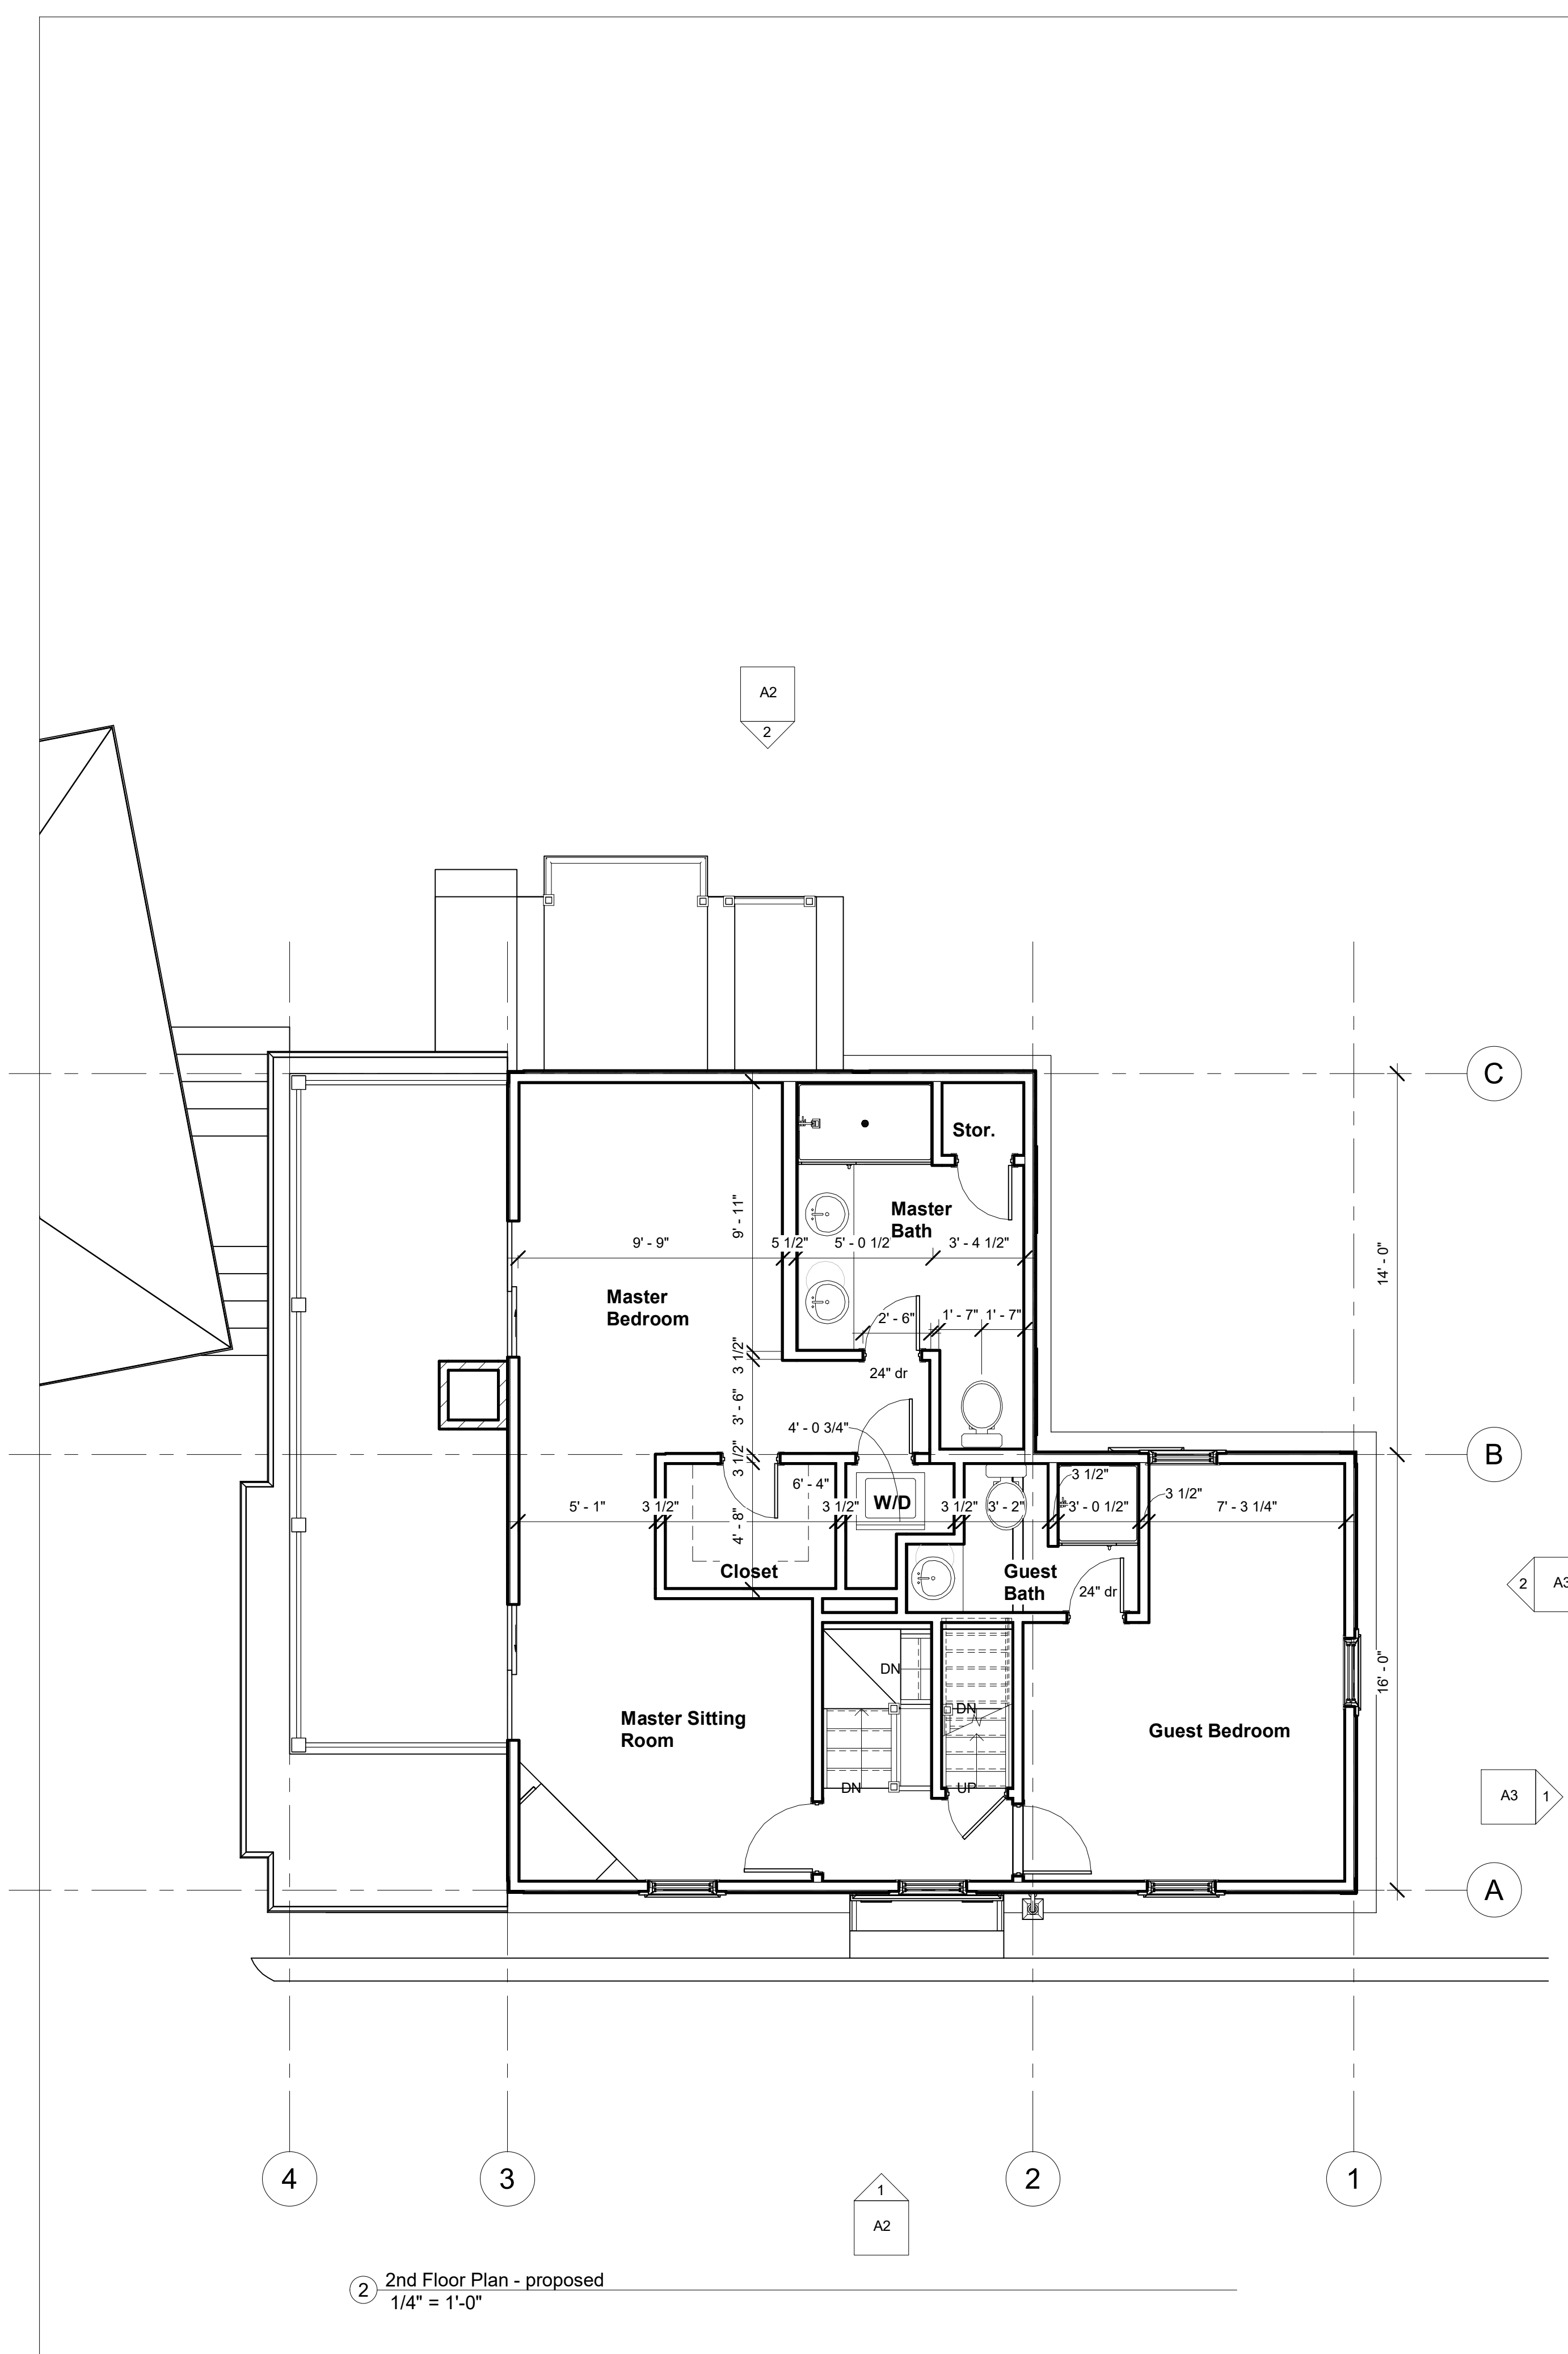 A2
2
C
Stor.
Master
Bath
9' - 11"
9' - 9"
5 1/2"
5' - 0 1/2
3' - 4 1/2"
14' - 0"
Master
Bedroom
2' - 6"
1' - 7"
1' - 7"
3 1/2"
24" dr
3' - 6"
4' - 0 3/4"
B
3 1/2"
6' - 4"
3 1/2"
W/D
3 1/2"
5' - 1"
3 1/2"
3 1/2"
3 1/2"
3' - 2"
3' - 0 1/2"
7' - 3 1/4"
4' - 8"
Closet
Guest
Bath
24" dr
2
A3
DN
16' - 0"
DN
Master Sitting
Room
Guest Bedroom
DN
UP
A3
1
A
4
3
2
1
1
A2
2
2nd Floor Plan - proposed
1/4" = 1'-0"